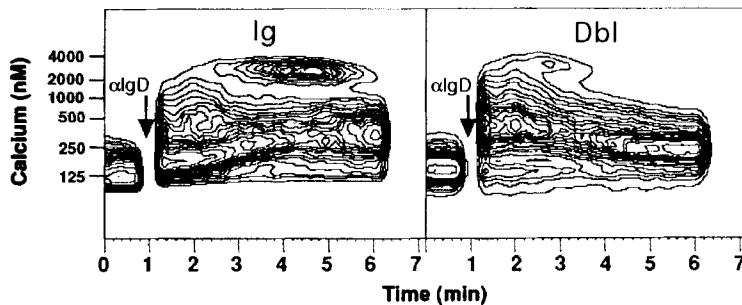 Ig
Dbl
Calcium (nM)
4000
2000
1000
500
250
125
αIgD
αIgD
0 1 2 3 4 5 6 7
1 2 3 4 5 6 7
Time (min)